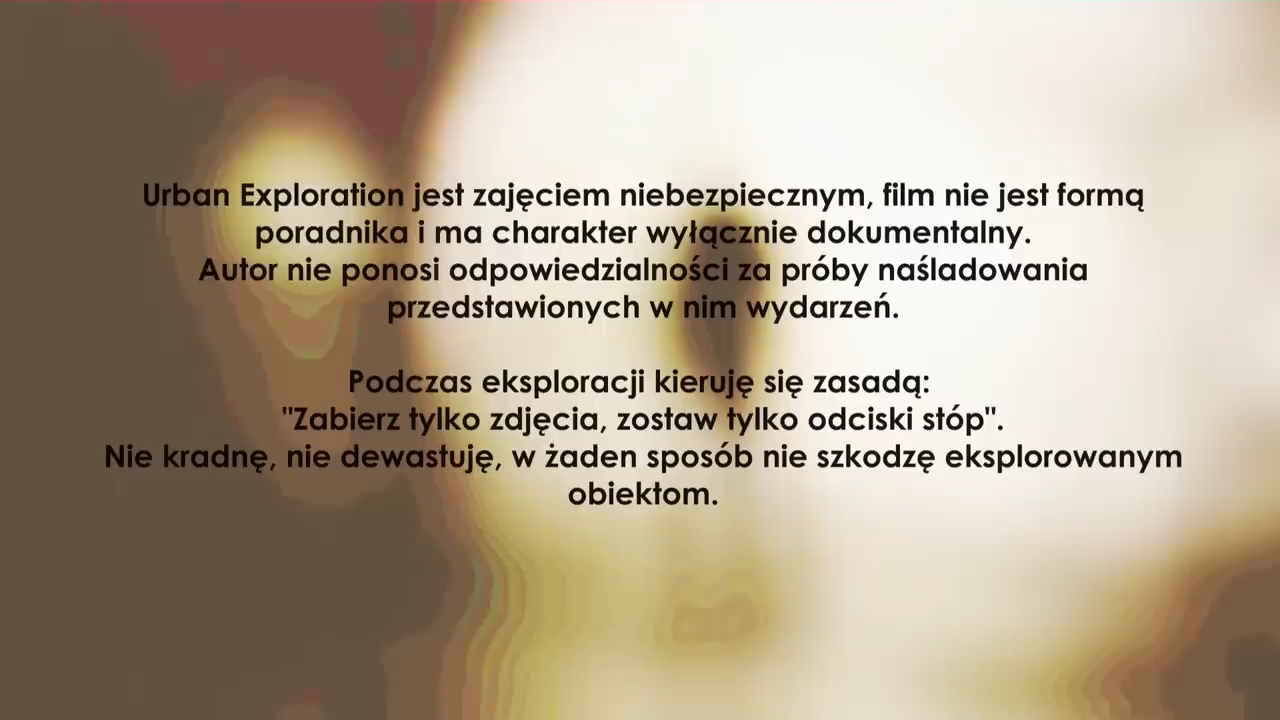 Urban Exploration jest zajęciem niebezpiecznym, film nie jest formą
poradnika i ma charakter wyłącznie dokumentalny.
Autor nie ponosi odpowiedzialności za próby naśladowania
przedstawionych w nim wydarzeń.
Podczas eksploracji kieruję się zasadą:
"Zabierz tylko zdjęcia, zostaw tylko odciski stóp".
Nie kradnę, nie dewastuję, w żaden sposób nie szkodzę eksplorowanym
obiektom.